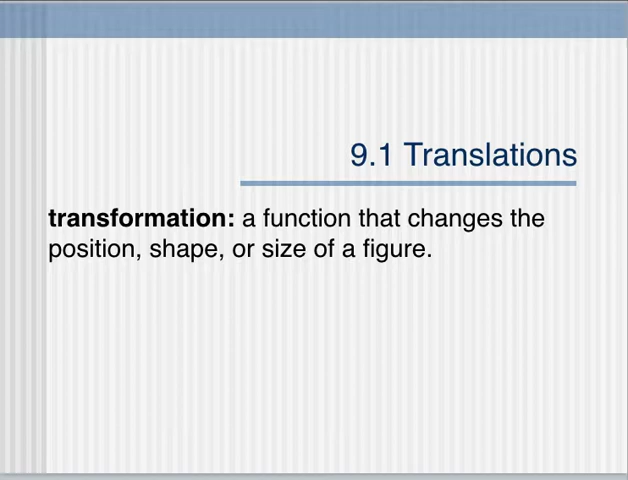 9.1 Translations
transformation: a function that changes the
position, shape, or size of a figure.